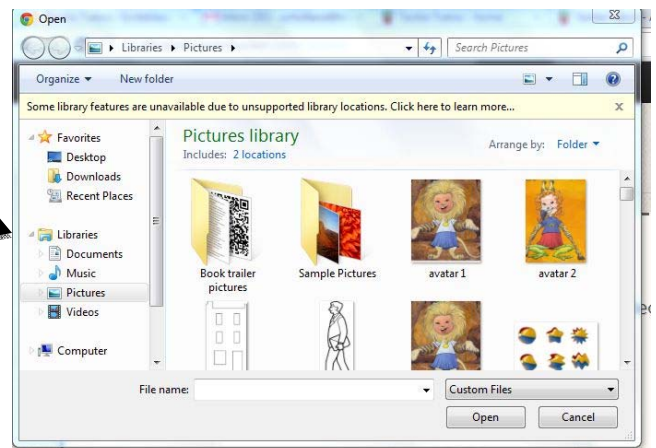 Open
Libraries Pictures
Search Pictures
Organize New folder
Some library features are unavailable due to unsupported library locations. Click here to learn more...
Favorites
Desktop
Downloads
Recent Places
Libraries
Documents
Music
Pictures
Videos
Computer
Pictures library
Includes: 2 locations
Arrange by: Folder
Book trailer
pictures
Sample Pictures
avatar 1
avatar 2
File name:
Custom Files
Open Cancel